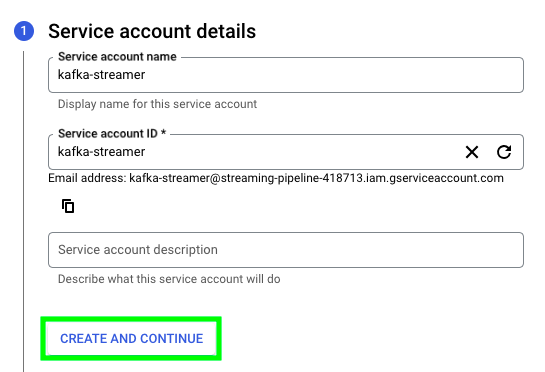 1 Service account details
Service account name
kafka-streamer
Display name for this service account
Service account ID *
kafka-streamer
Email address: kafka-streamer@streaming-pipeline-418713.iam.gserviceaccount.com
Service account description
Describe what this service account will do
CREATE AND CONTINUE